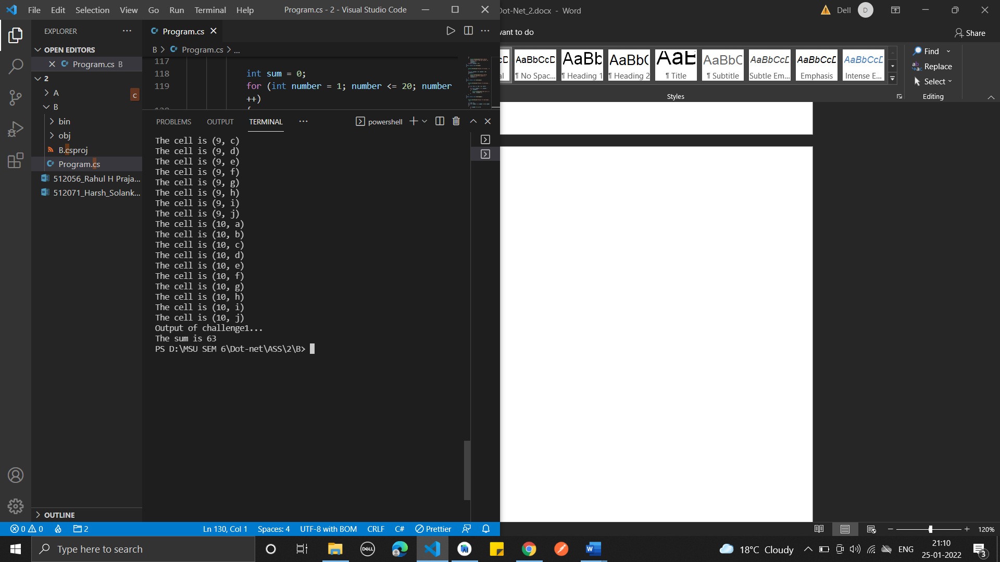 File Edit Selection View Go Run Terminal Help
Program.cs - 2 - Visual Studio Code
EXPLORER
OPEN EDITORS
Program.cs B
2
A
c
B
bin
obj
B.csproj
Program.cs
512056_Rahul H Praja...
512071_Harsh_Solank...
OUTLINE
Program.cs
B > Program.cs > ...
117
118 int sum = 0;
119 for (int number = 1; number <= 20; number
++)
{
PROBLEMS OUTPUT TERMINAL
powershell
The cell is (9, c)
The cell is (9, d)
The cell is (9, e)
The cell is (9, f)
The cell is (9, g)
The cell is (9, h)
The cell is (9, i)
The cell is (9, j)
The cell is (10, a)
The cell is (10, b)
The cell is (10, c)
The cell is (10, d)
The cell is (10, e)
The cell is (10, f)
The cell is (10, g)
The cell is (10, h)
The cell is (10, i)
The cell is (10, j)
Output of challenge1...
The sum is 63
PS D:\MSU SEM 6\Dot-net\ASS\2\B>
0 0 2
Ln 130, Col 1 Spaces: 4 UTF-8 with BOM CRLF C# Prettier
Dot-Net_2.docx - Word
Dell D
want to do
Share
AaBbCcD AaBbC AaBbC AaB AaBbC AaBbCcD AaBbCcD AaBbCcD
¶ No Spac... ¶ Heading 1 ¶ Heading 2 ¶ Title ¶ Subtitle Subtle Em... Emphasis Intense E...
Styles
Find
Replace
Select
Editing
120%
Type here to search
DELL
18°C Cloudy
ENG
21:10
25-01-2022
3